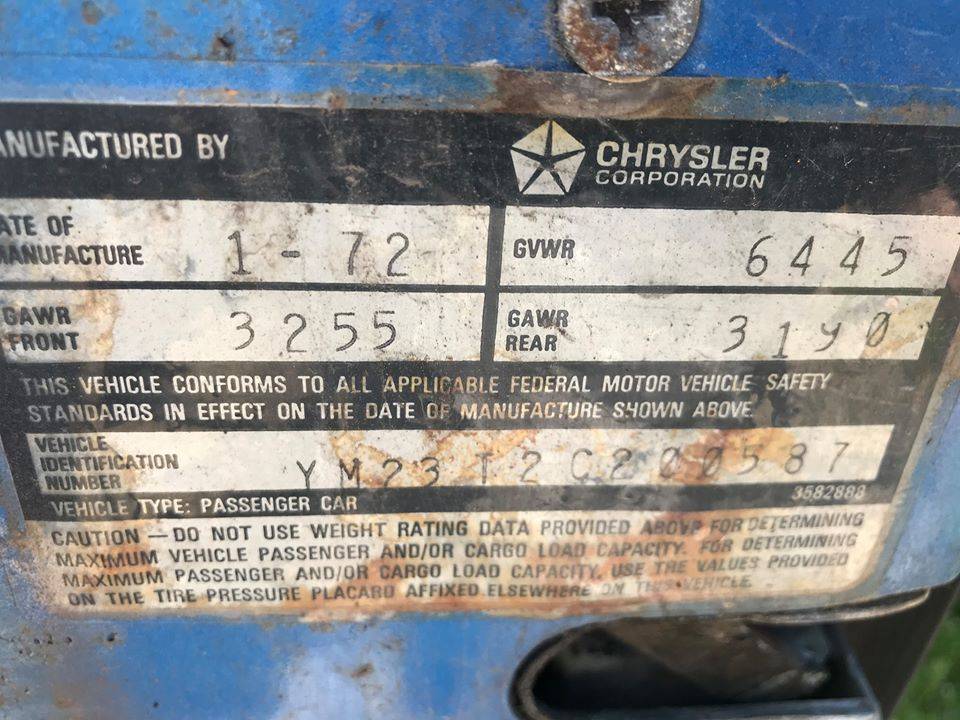 ANUFACTURED BY
CHRYSLER
CORPORATION
ATE OF
MANUFACTURE 1-72
GVWR 6445
GAWR
FRONT 3255
GAWR
REAR 3190
THIS VEHICLE CONFORMS TO ALL APPLICABLE FEDERAL MOTOR VEHICLE SAFETY
STANDARDS IN EFFECT ON THE DATE OF MANUFACTURE SHOWN ABOVE.
VEHICLE
IDENTIFICATION
NUMBER YM23T2C200587
VEHICLE TYPE: PASSENGER CAR
3582888
CAUTION — DO NOT USE WEIGHT RATING DATA PROVIDED ABOVE FOR DETERMINING
MAXIMUM VEHICLE PASSENGER AND/OR CARGO LOAD CAPACITY. FOR DETERMINING
MAXIMUM PASSENGER AND/OR CARGO LOAD CAPACITY, USE THE VALUES PROVIDED
ON THE TIRE PRESSURE PLACARD AFFIXED ELSEWHERE ON THIS VEHICLE.